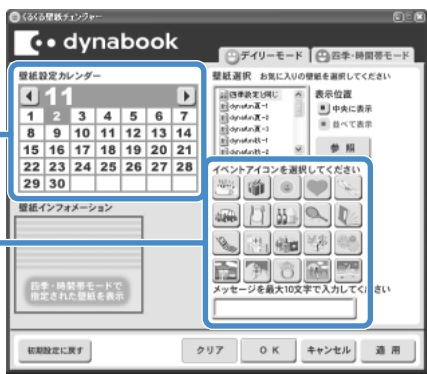 くるくる壁紙チェンジャー
dynabook
デイリーモード
四季・時間帯モード
壁紙設定カレンダー
11
1 2 3 4 5 6 7
8 9 10 11 12 13 14
15 16 17 18 19 20 21
22 23 24 25 26 27 28
29 30
壁紙インフォメーション
四季・時間帯モードで
指定された壁紙を表示
壁紙選択 お気に入りの壁紙を選択してください
四季設定と同じ
表示位置
中央に表示
並べて表示
参 照
イベントアイコンを選択してください
メッセージを最大10文字で入力してください
初期設定に戻す
クリア
OK
キャンセル
適 用